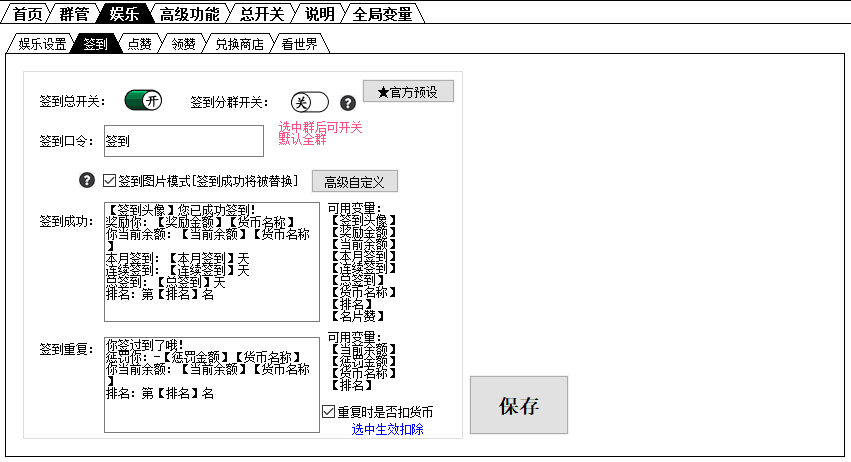 首页 群管 娱乐 高级功能 总开关 说明 全局变量
娱乐设置 签到 点赞 领赞 兑换商店 看世界
签到总开关： 开 签到分群开关： 关 ? ★官方预设
选中群后可开关
默认全群
签到口令： 签到
? 签到图片模式[签到成功将被替换] 高级自定义
签到成功：
【签到头像】您已成功签到!
奖励你：【奖励金额】【货币名称】
你当前余额：【当前余额】【货币名称
】
本月签到：【本月签到】天
连续签到：【连续签到】天
总签到：【总签到】天
排名：第【排名】名
可用变量：
【签到头像】
【奖励金额】
【当前余额】
【本月签到】
【连续签到】
【总签到】
【货币名称】
【排名】
【名片赞】
签到重复：
你签过到了哦!
惩罚你：-【惩罚金额】【货币名称】
你当前余额：【当前余额】【货币名称
】
排名：第【排名】名
可用变量：
【当前余额】
【惩罚金额】
【货币名称】
【排名】
重复时是否扣货币
选中生效扣除
保存